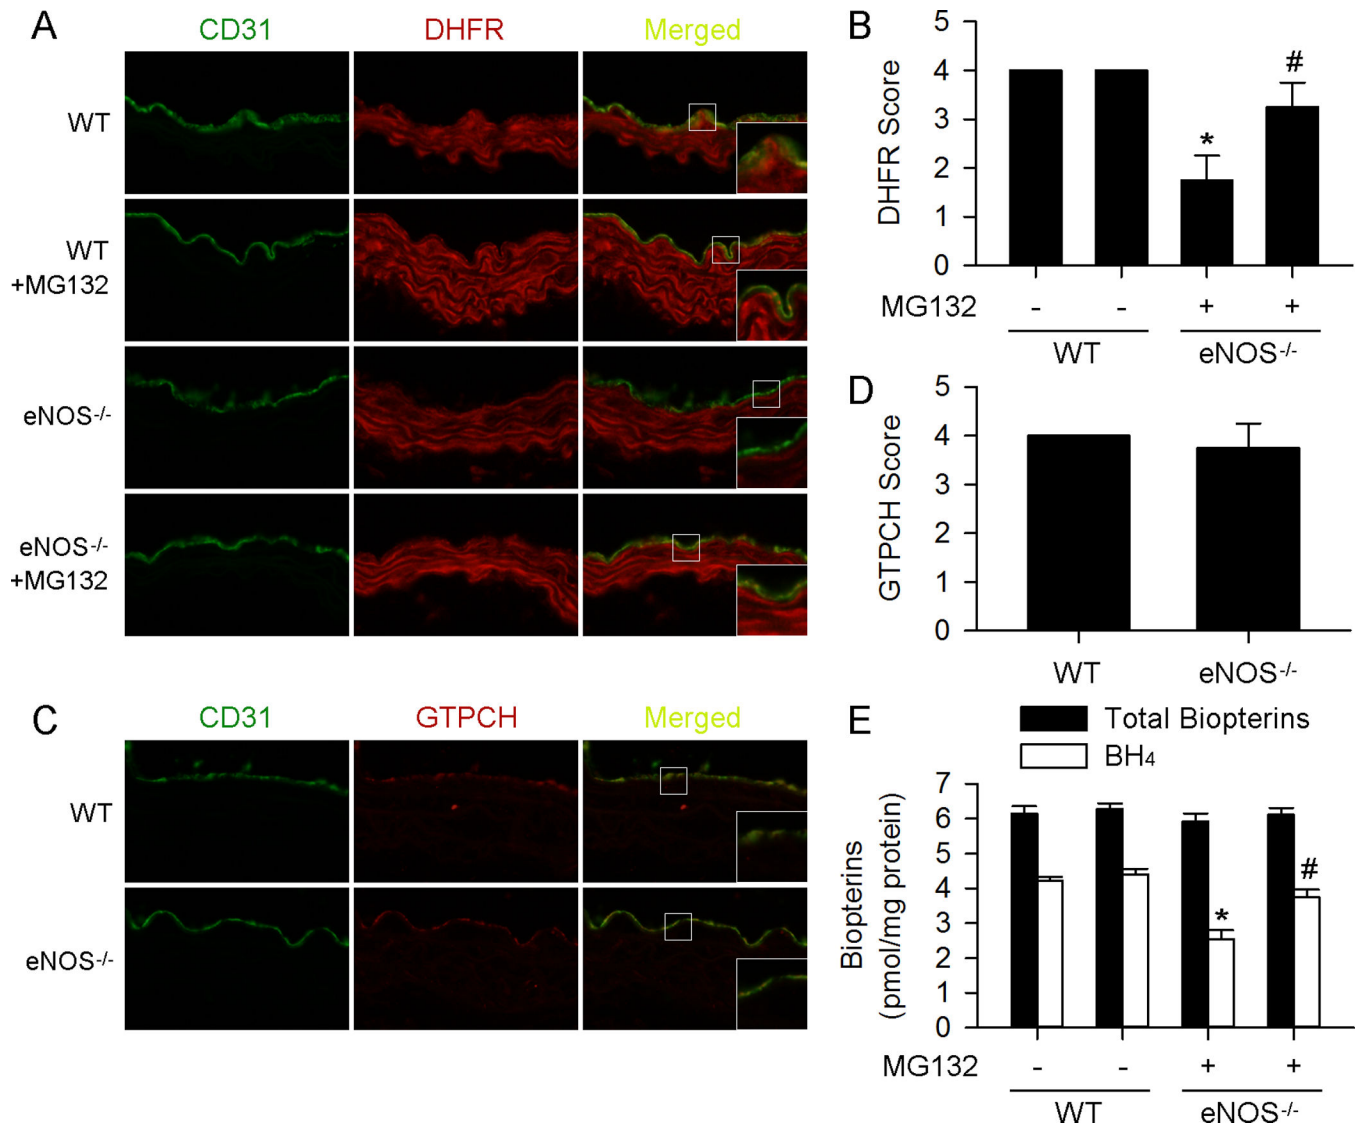 A
CD31 DHFR Merged
WT
WT
+MG132
eNOS-/-
eNOS-/-
+MG132
B
5
4
3
2
1
0
DHFR Score
* #
MG132 - - + +
WT eNOS-/-
C
CD31 GTPCH Merged
WT
eNOS-/-
D
5
4
3
2
1
0
GTPCH Score
WT eNOS-/-
E
Total Biopterins
BH4
7
6
5
4
3
2
1
0
Biopterins
(pmol/mg protein)
* #
MG132 - - + +
WT eNOS-/-